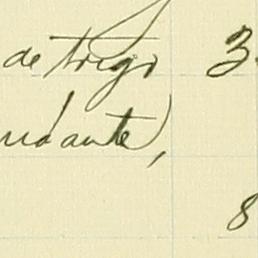 de trigo 3
ndante,
8